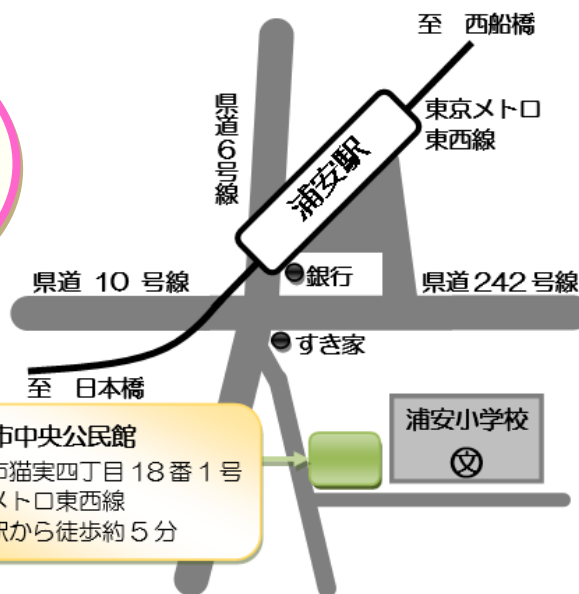 至 西船橋
県道6号線
東京メトロ
東西線
浦安駅
銀行
県道 10 号線
県道242号線
すき家
至 日本橋
浦安小学校
文
市中央公民館
市猫実四丁目18番1号
メトロ東西線
駅から徒歩約5分